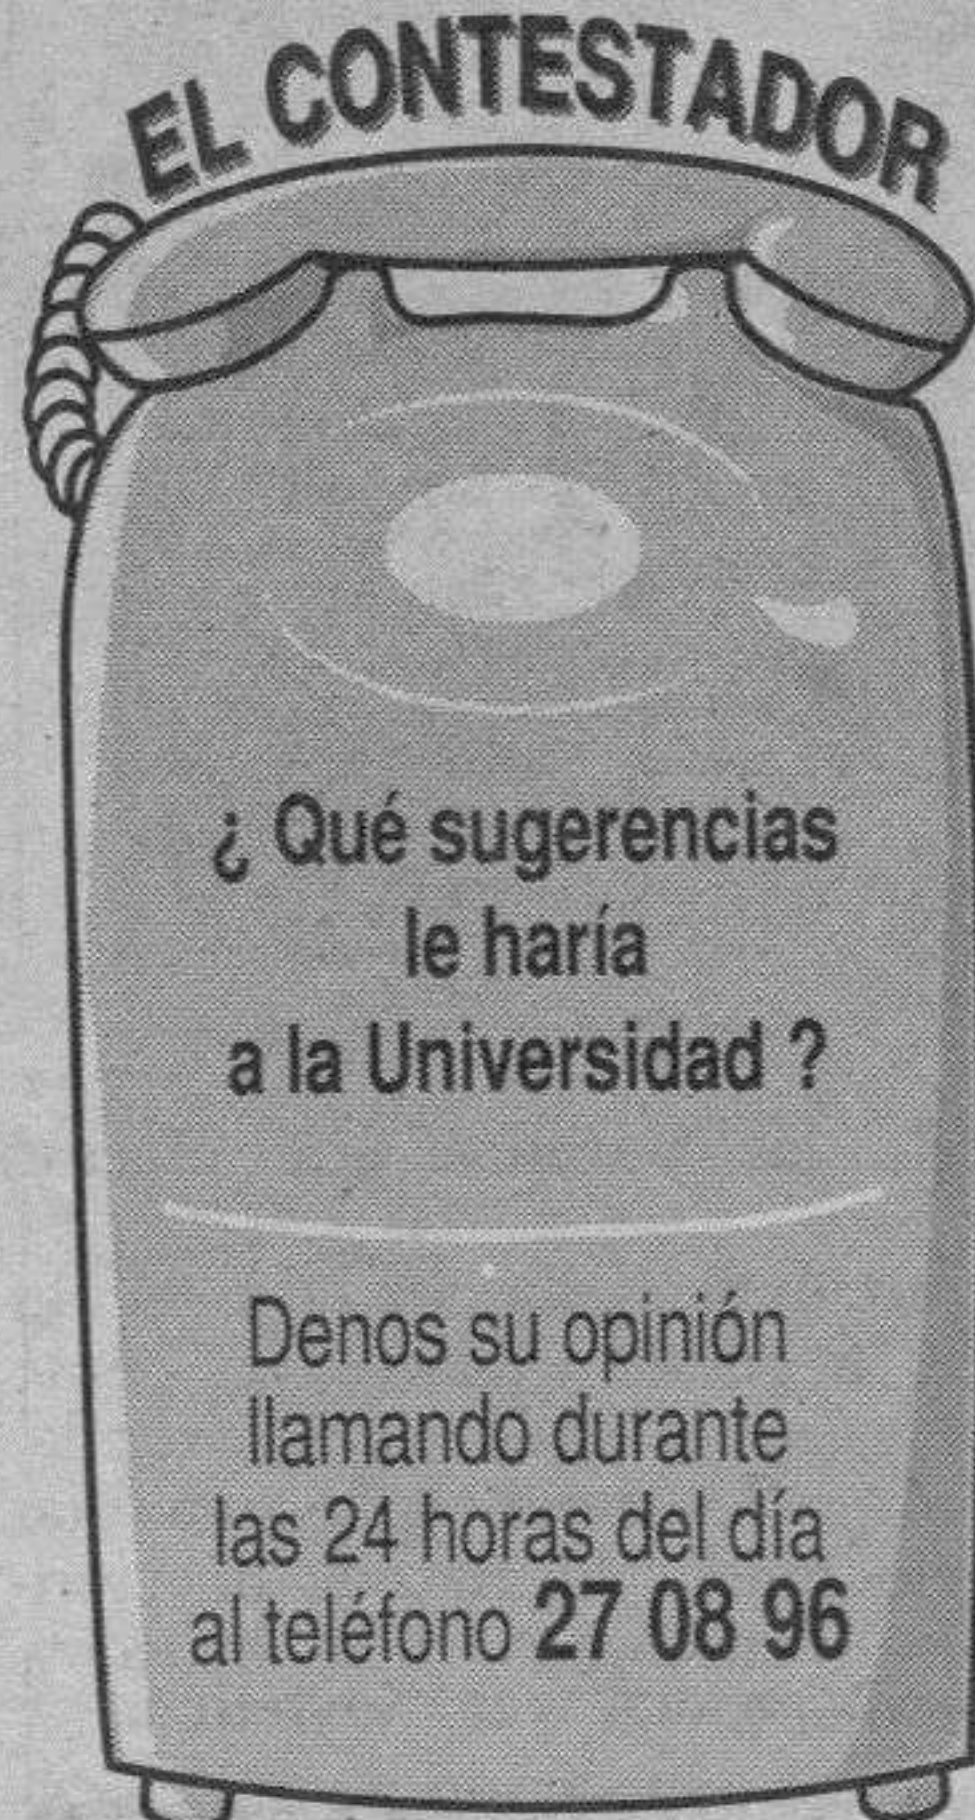 EL CONTESTADOR
¿ Qué sugerencias
le haría
a la Universidad ?
Denos su opinión
llamando durante
las 24 horas del día
al teléfono 27 08 96